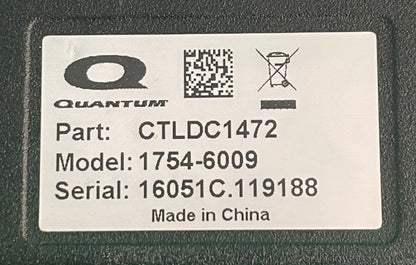 QUANTUM
Part: CTLDC1472
Model: 1754-6009
Serial: 16051C.119188
Made in China